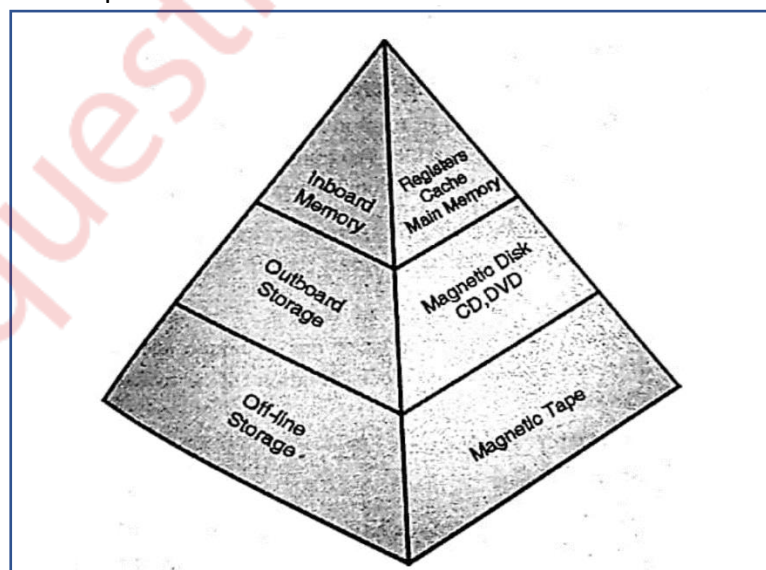 Inboard
Memory.
Registers
Cache
Main Memory
Outboard
Storage
Magnetic Disk
CD,DVD
Off-line
Storage
Magnetic Tape